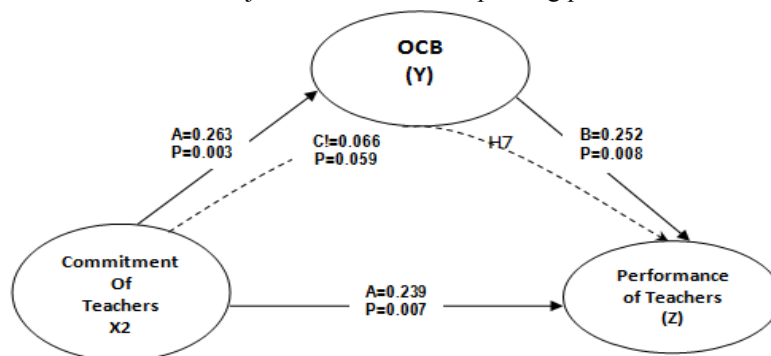 OCB
(Y)
A=0.263
P=0.003
C!=0.066
P=0.059
H7
B=0.252
P=0.008
Commitment
Of
Teachers
X2
A=0.239
P=0.007
Performance
of Teachers
(Z)